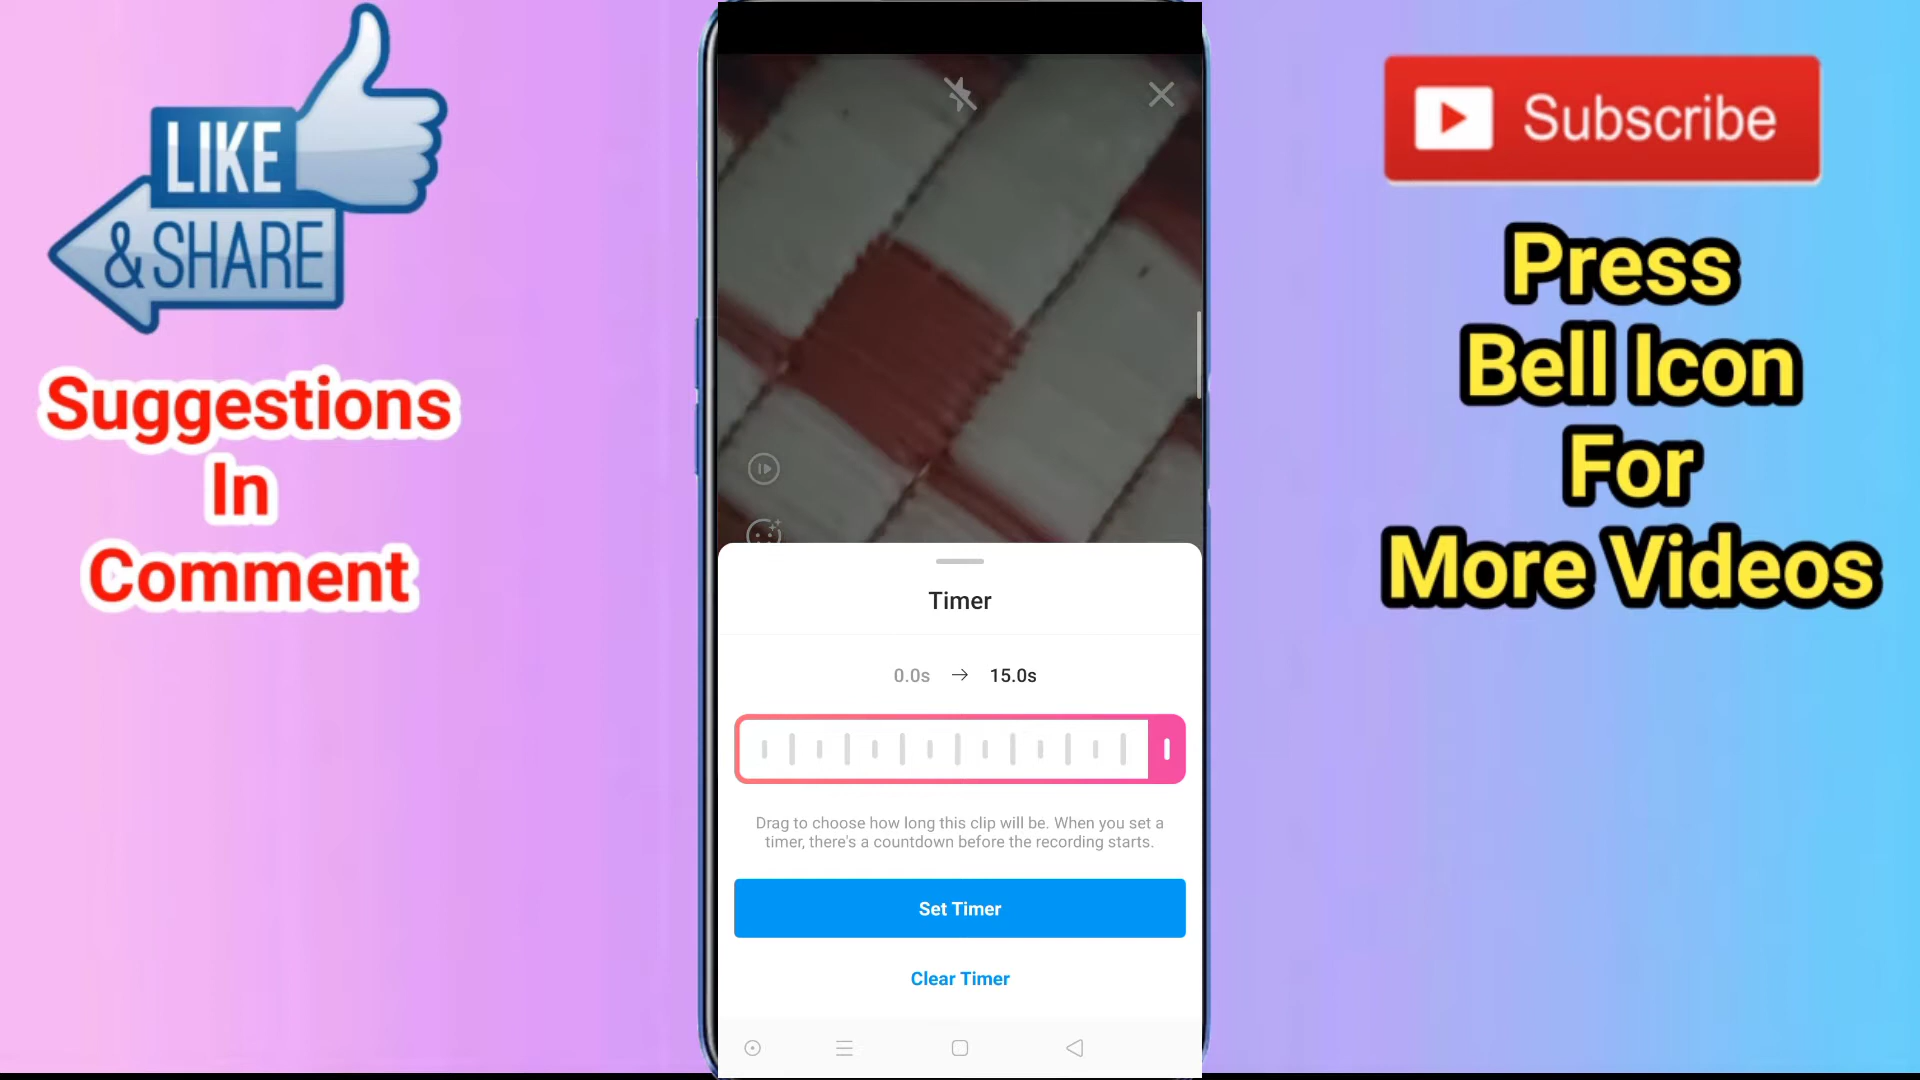 LIKE
& SHARE
Suggestions
In
Comment
Timer
0.0s → 15.0s
Drag to choose how long this clip will be. When you set a
timer, there's a countdown before the recording starts.
Set Timer
Clear Timer
Subscribe
Press
Bell Icon
For
More Videos